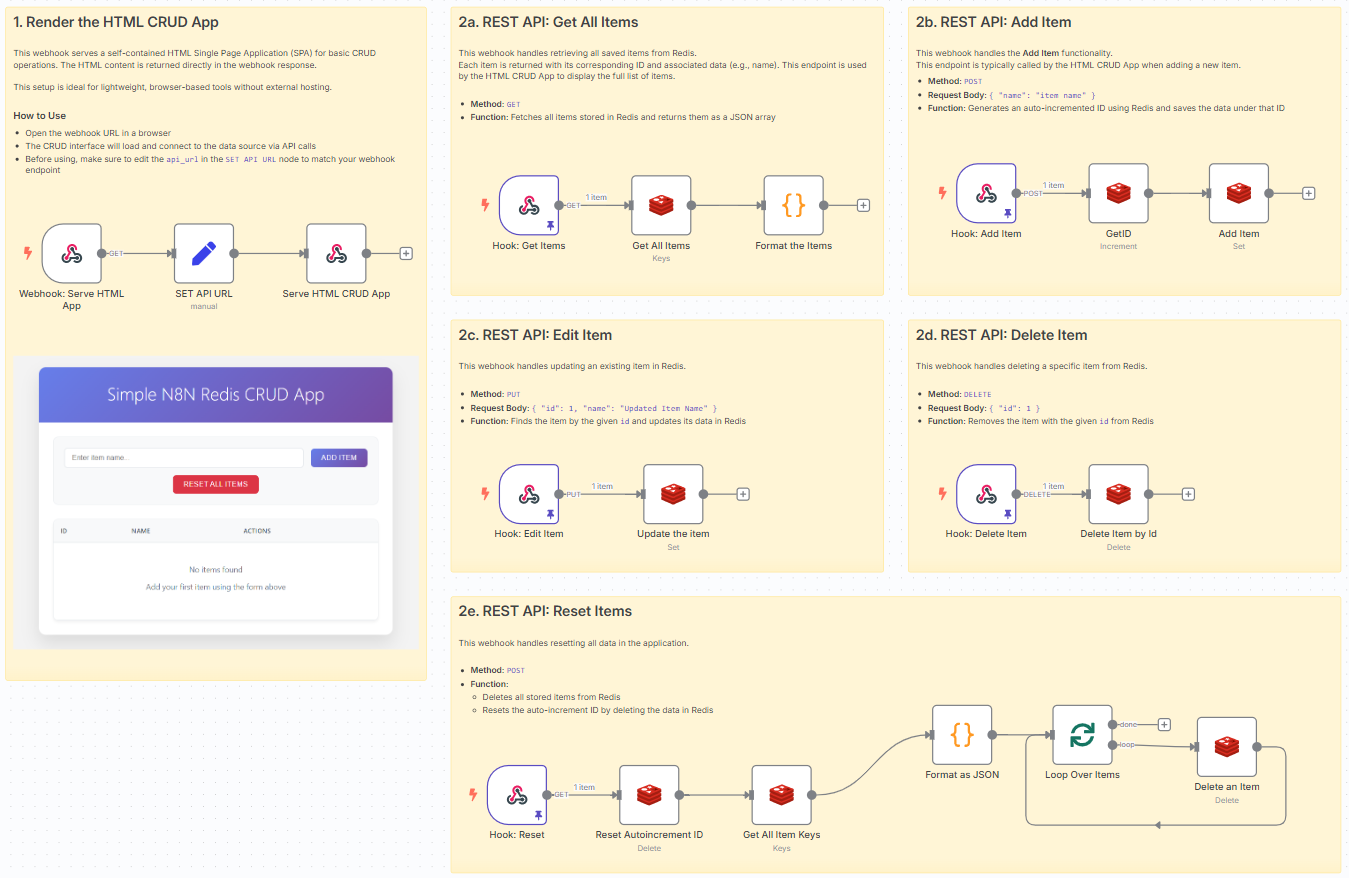 1. Render the HTML CRUD App
This webhook serves a self-contained HTML Single Page Application (SPA) for basic CRUD
operations. The HTML content is returned directly in the webhook response.
This setup is ideal for lightweight, browser-based tools without external hosting.
How to Use
Open the webhook URL in a browser
The CRUD interface will load and connect to the data source via API calls
Before using, make sure to edit the api_url in the SET API URL node to match your webhook
endpoint
GET
Webhook: Serve HTML
App
SET API URL
manual
Serve HTML CRUD App
Simple N8N Redis CRUD App
Enter item name...
ADD ITEM
RESET ALL ITEMS
ID NAME ACTIONS
No items found
Add your first item using the form above
2a. REST API: Get All Items
This webhook handles retrieving all saved items from Redis.
Each item is returned with its corresponding ID and associated data (e.g., name). This endpoint is used
by the HTML CRUD App to display the full list of items.
Method: GET
Function: Fetches all items stored in Redis and returns them as a JSON array
GET
1 item
Hook: Get Items
Get All Items
Keys
Format the Items
2b. REST API: Add Item
This webhook handles the Add Item functionality.
This endpoint is typically called by the HTML CRUD App when adding a new item.
Method: POST
Request Body: { "name": "item name" }
Function: Generates an auto-incremented ID using Redis and saves the data under that ID
POST
1 item
Hook: Add Item
GetID
Increment
Add Item
Set
2c. REST API: Edit Item
This webhook handles updating an existing item in Redis.
Method: PUT
Request Body: { "id": 1, "name": "Updated Item Name" }
Function: Finds the item by the given id and updates its data in Redis
PUT
1 item
Hook: Edit Item
Update the item
Set
2d. REST API: Delete Item
This webhook handles deleting a specific item from Redis.
Method: DELETE
Request Body: { "id": 1 }
Function: Removes the item with the given id from Redis
DELETE
1 item
Hook: Delete Item
Delete Item by Id
Delete
2e. REST API: Reset Items
This webhook handles resetting all data in the application.
Method: POST
Function:
Deletes all stored items from Redis
Resets the auto-increment ID by deleting the data in Redis
GET
1 item
Hook: Reset
Reset Autoincrement ID
Delete
Get All Item Keys
Keys
Format as JSON
done
loop
Loop Over Items
Delete an Item
Delete